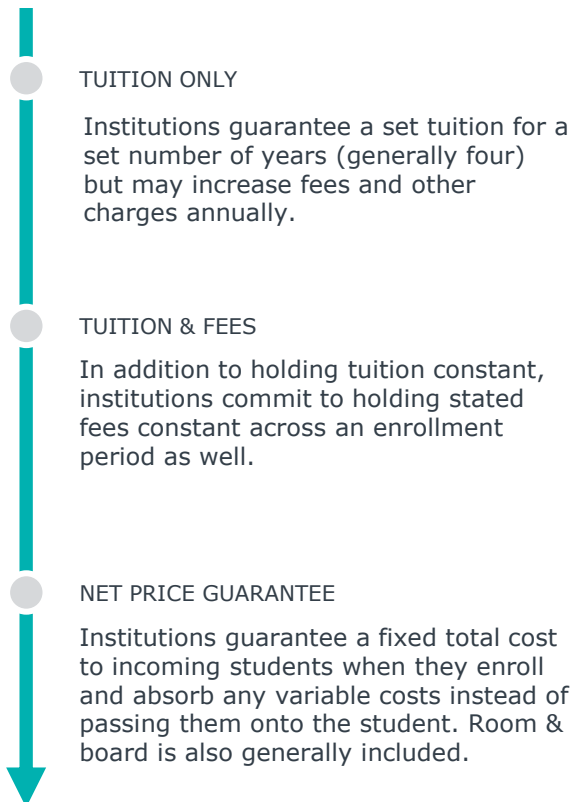 TUITION ONLY
Institutions guarantee a set tuition for a
set number of years (generally four)
but may increase fees and other
charges annually.
TUITION & FEES
In addition to holding tuition constant,
institutions commit to holding stated
fees constant across an enrollment
period as well.
NET PRICE GUARANTEE
Institutions guarantee a fixed total cost
to incoming students when they enroll
and absorb any variable costs instead of
passing them onto the student. Room &
board is also generally included.